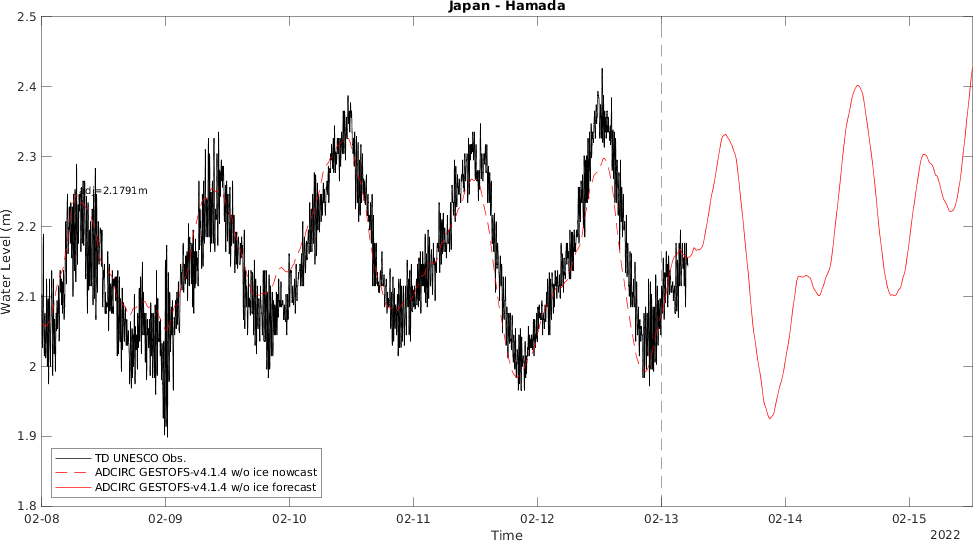 Japan - Hamada
2.5
2.4
2.3
2.2
2.1
2
1.9
1.8
Water Level (m)
adj=2.1791m
TD UNESCO Obs.
ADCIRC GESTOFS-v4.1.4 w/o ice nowcast
ADCIRC GESTOFS-v4.1.4 w/o ice forecast
02-08 02-09 02-10 02-11 02-12 02-13 02-14 02-15
Time
2022